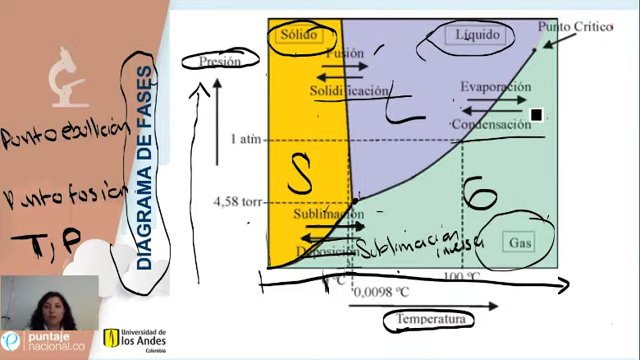 Punto Crítico
Sólido
Líquido
Presión
Fusión
Solidificación
L
Evaporación
Condensación
Punto ebullición
DIAGRAMA DE FASES
1 atm
S
Punto fusión
4,58 torr
G
Sublimación
Sublimación
inversa
Deposición
Gas
T, P
100 ºC
0,0098 ºC
Temperatura
puntaje
nacional.co
Universidad de
los Andes
Colombia